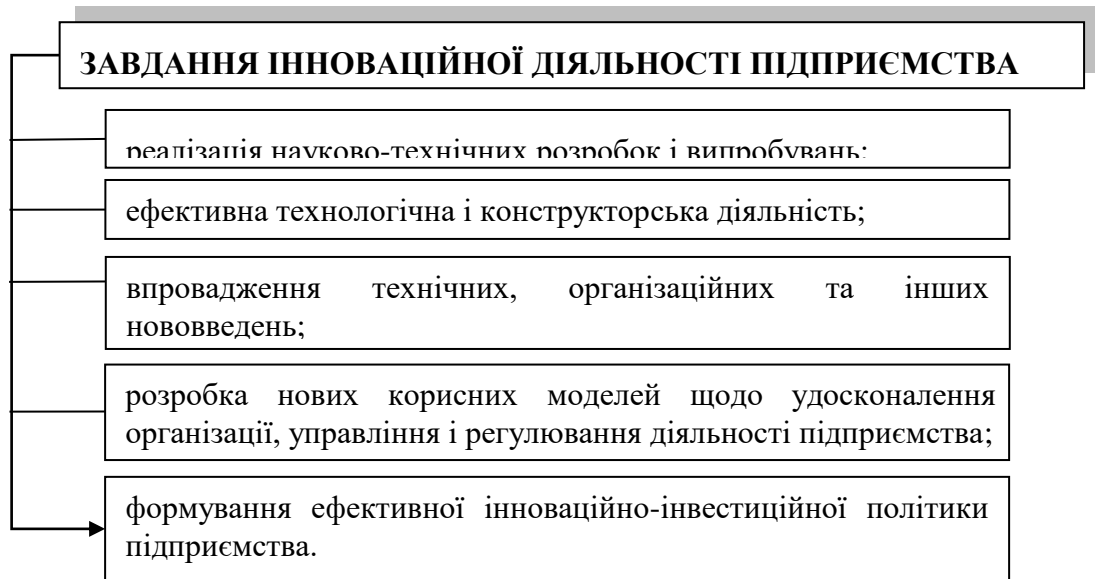 ЗАВДАННЯ ІННОВАЦІЙНОЇ ДІЯЛЬНОСТІ ПІДПРИЄМСТВА
реалізація науково-технічних розробок і випробувань;
ефективна технологічна і конструкторська діяльність;
впровадження технічних, організаційних та інших
нововведень;
розробка нових корисних моделей щодо удосконалення
організації, управління і регулювання діяльності підприємства;
формування ефективної інноваційно-інвестиційної політики
підприємства.